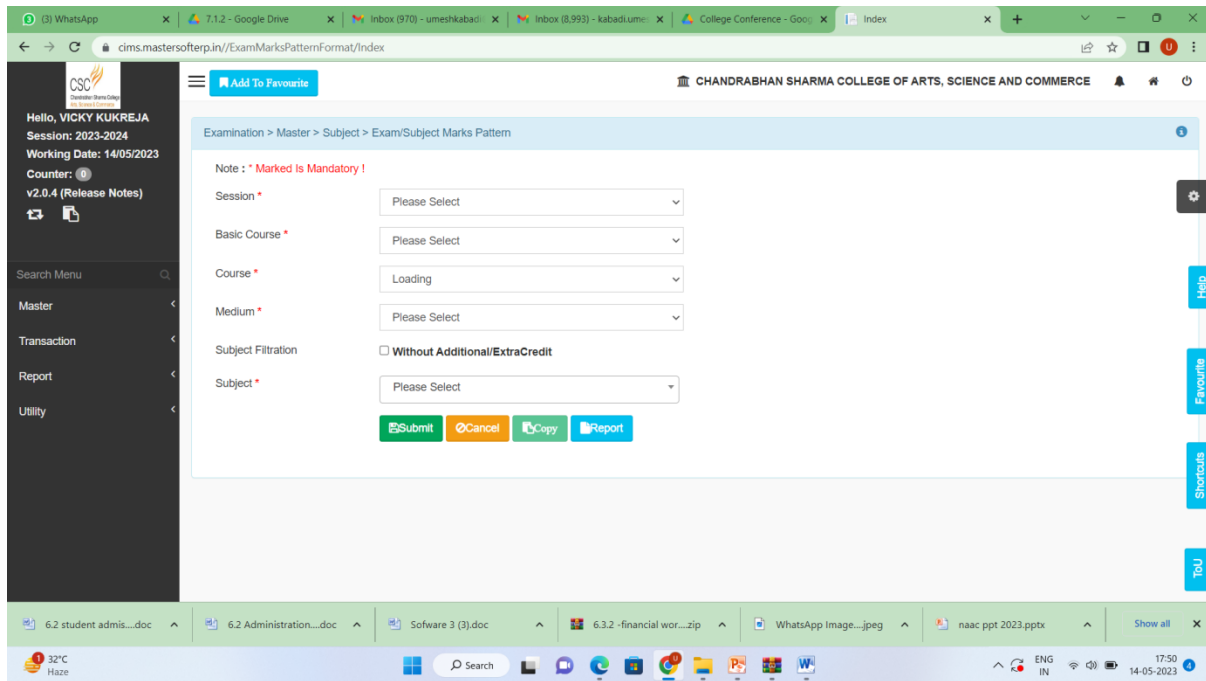 (3) WhatsApp
7.1.2 - Google Drive
Inbox (970) - umeshkabadi
Inbox (8,993) - kabadi.umes
College Conference - Goog
Index
cims.mastersofterp.in//ExamMarksPatternFormat/Index
U
CSC
Add To Favourite
CHANDRABHAN SHARMA COLLEGE OF ARTS, SCIENCE AND COMMERCE
Hello, VICKY KUKREJA
Session: 2023-2024
Working Date: 14/05/2023
Counter: 0
v2.0.4 (Release Notes)
Search Menu
Master
Transaction
Report
Utility
Examination > Master > Subject > Exam/Subject Marks Pattern
Note : * Marked Is Mandatory !
Session * Please Select
Basic Course * Please Select
Course * Loading
Medium * Please Select
Subject Filtration Without Additional/ExtraCredit
Subject * Please Select
Submit Cancel Copy Report
Help
Favourite
Shortcuts
ToU
6.2 student admis....doc
6.2 Administration....doc
Sofware 3 (3).doc
6.3.2 -financial wor....zip
WhatsApp Image....jpeg
naac ppt 2023.pptx
Show all
1
32°C
Haze
Search
ENG
IN
17:50
14-05-2023
4